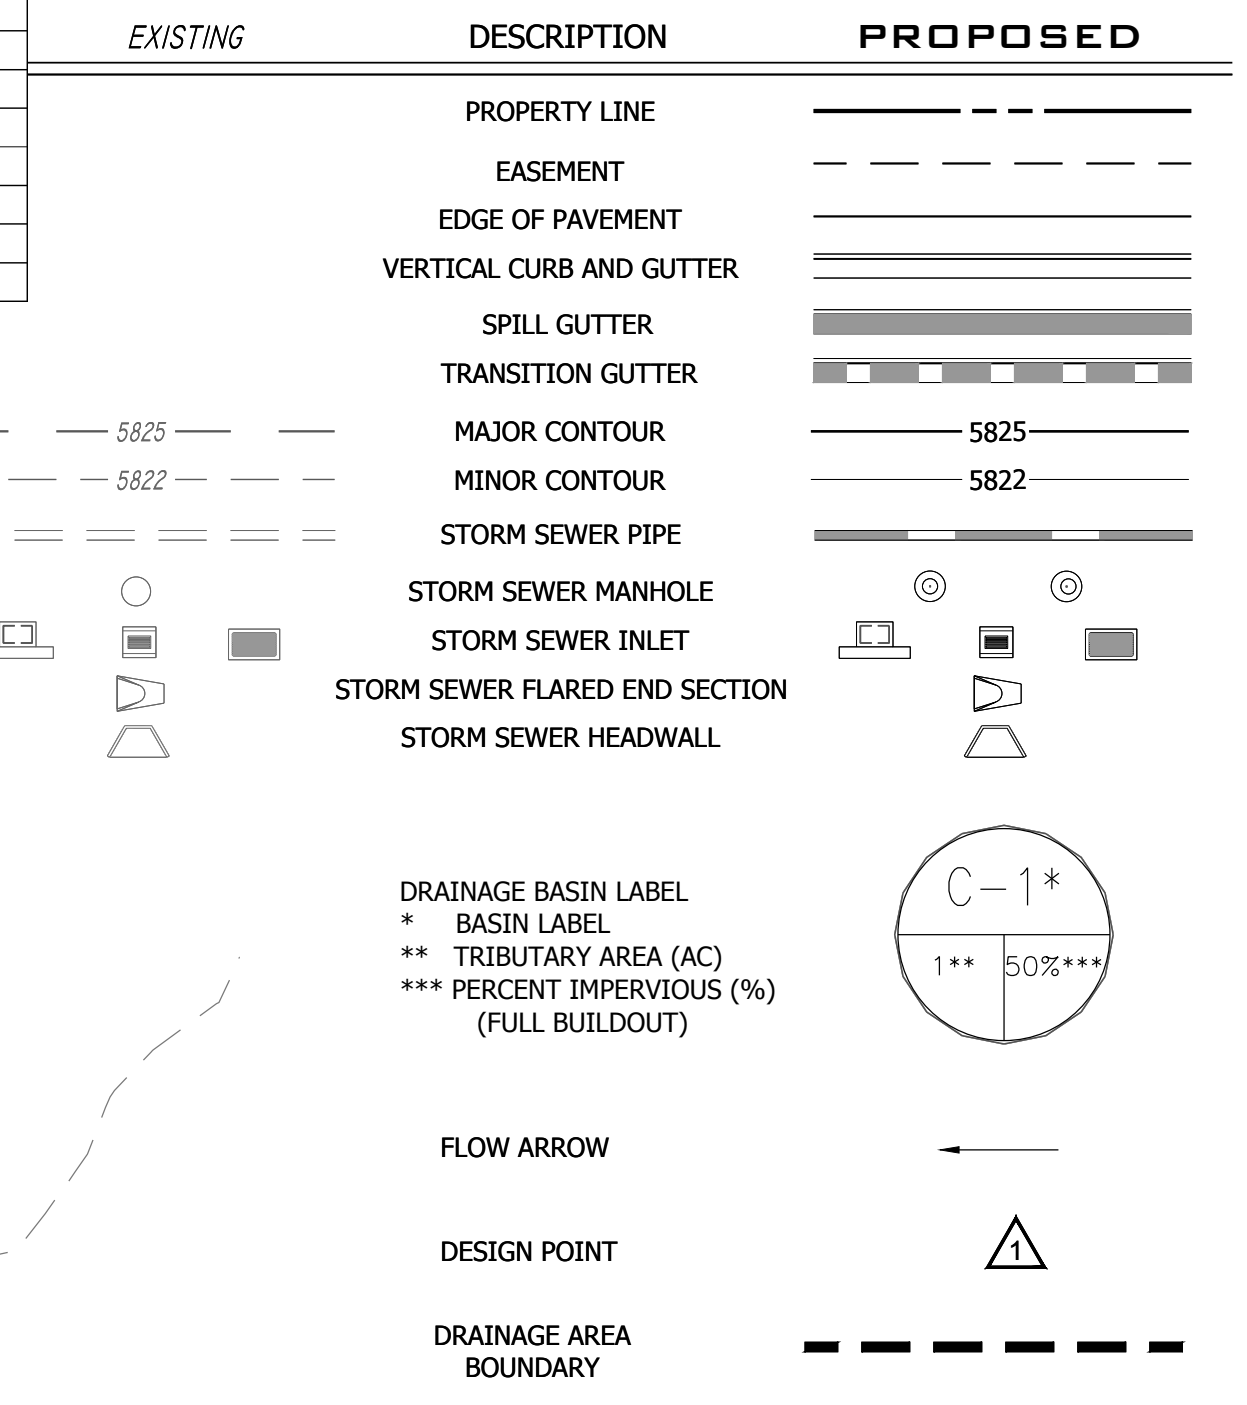 EXISTING DESCRIPTION PROPOSED
PROPERTY LINE
EASEMENT
EDGE OF PAVEMENT
VERTICAL CURB AND GUTTER
SPILL GUTTER
TRANSITION GUTTER
5825 MAJOR CONTOUR 5825
5822 MINOR CONTOUR 5822
STORM SEWER PIPE
STORM SEWER MANHOLE
STORM SEWER INLET
STORM SEWER FLARED END SECTION
STORM SEWER HEADWALL
DRAINAGE BASIN LABEL
* BASIN LABEL
** TRIBUTARY AREA (AC)
*** PERCENT IMPERVIOUS (%)
(FULL BUILDOUT)
C-1*
1** 50%***
FLOW ARROW
DESIGN POINT 1
DRAINAGE AREA
BOUNDARY